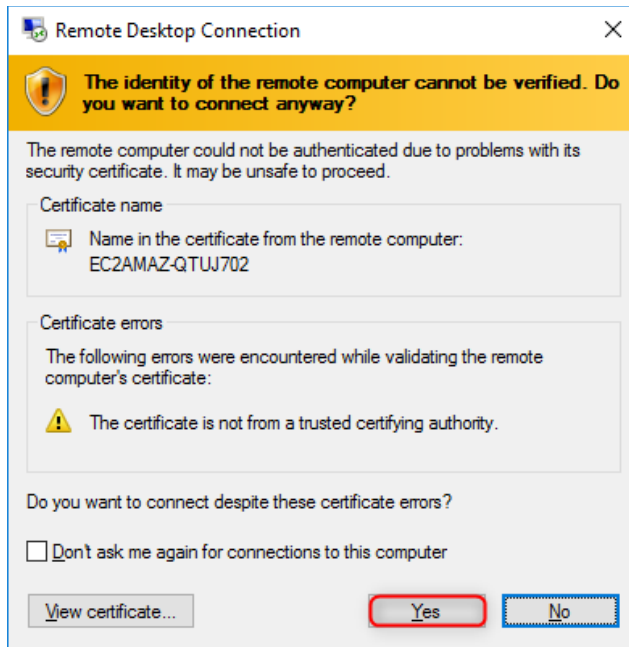 Remote Desktop Connection
The identity of the remote computer cannot be verified. Do
you want to connect anyway?
The remote computer could not be authenticated due to problems with its
security certificate. It may be unsafe to proceed.
Certificate name
Name in the certificate from the remote computer:
EC2AMAZ-QTUJ702
Certificate errors
The following errors were encountered while validating the remote
computer's certificate:
The certificate is not from a trusted certifying authority.
Do you want to connect despite these certificate errors?
Don't ask me again for connections to this computer
View certificate... Yes No